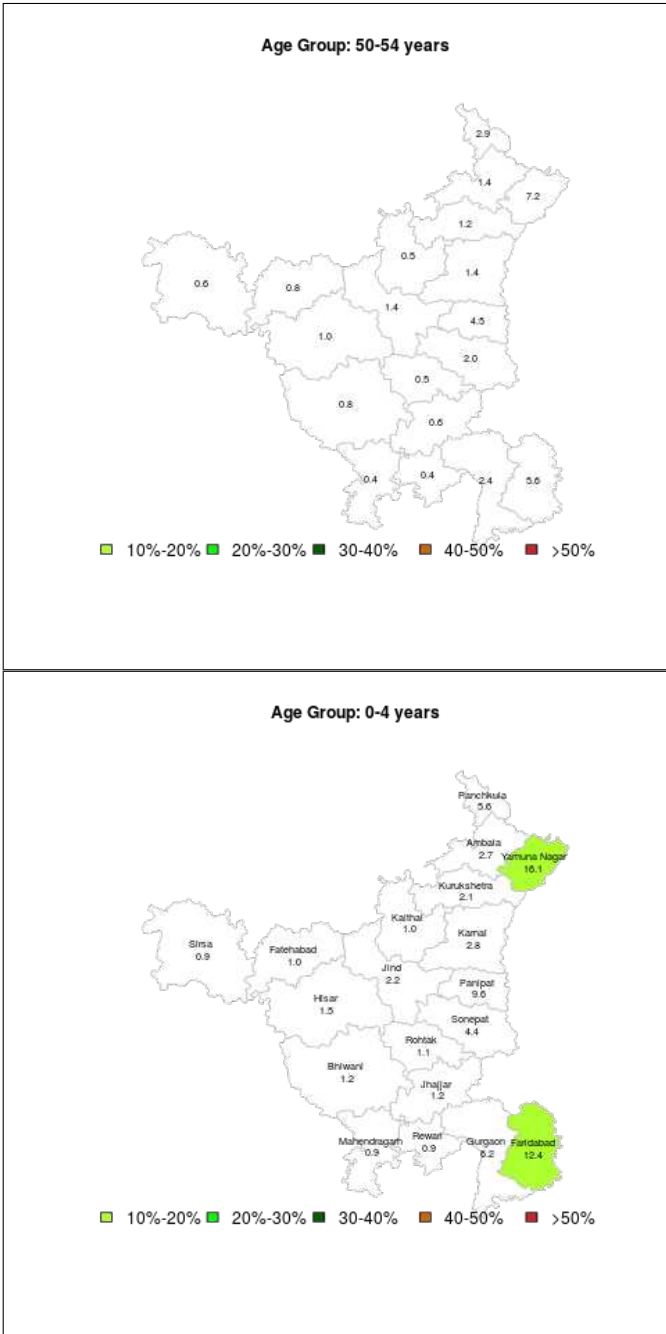 Age Group: 50-54 years
2.9
1.4
7.2
1.2
0.5
1.4
0.6
0.8
1.4
4.5
1.0
2.0
0.5
0.8
0.6
0.4
0.4
2.4
5.6
10%-20% 20%-30% 30-40% 40-50% >50%
Age Group: 0-4 years
Panchkula
5.6
Ambala
2.7
Yamuna Nagar
16.1
Kurukshetra
2.1
Kaithal
1.0
Karnal
2.8
Sirsa
0.9
Fatehabad
1.0
Jind
2.2
Panipat
9.6
Hisar
1.5
Sonepat
4.4
Rohtak
1.1
Bhiwani
1.2
Jhajjar
1.2
Mahendragarh
0.9
Rewari
0.9
Gurgaon
6.2
Faridabad
12.4
10%-20% 20%-30% 30-40% 40-50% >50%